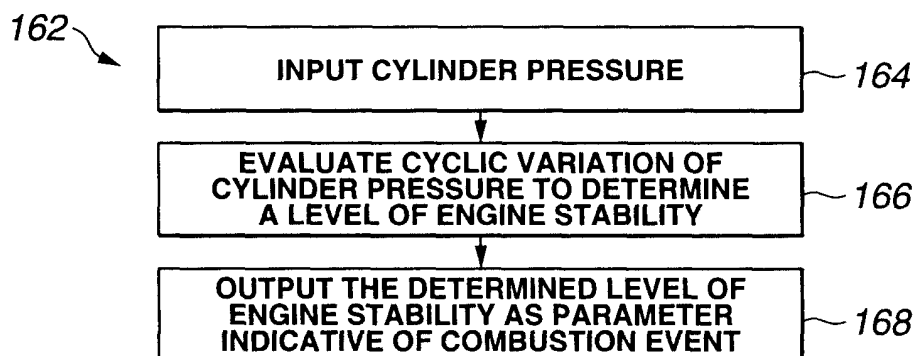 162
INPUT CYLINDER PRESSURE
164
EVALUATE CYCLIC VARIATION OF
CYLINDER PRESSURE TO DETERMINE
A LEVEL OF ENGINE STABILITY
166
OUTPUT THE DETERMINED LEVEL OF
ENGINE STABILITY AS PARAMETER
INDICATIVE OF COMBUSTION EVENT
168